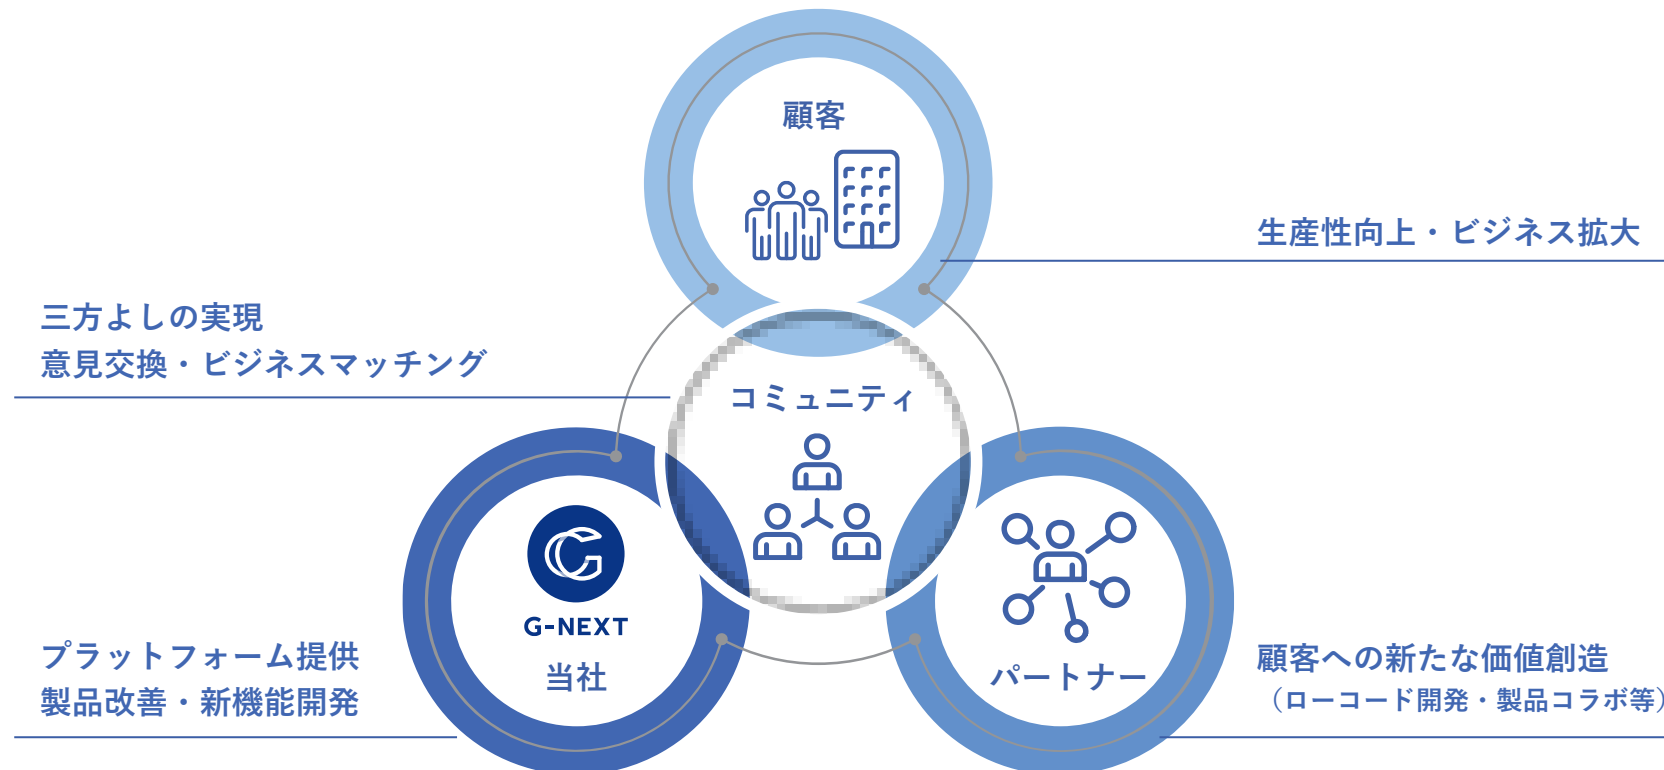 顧客
生産性向上・ビジネス拡大
三方よしの実現
意見交換・ビジネスマッチング
コミュニティ
G-NEXT
当社
プラットフォーム提供
製品改善・新機能開発
パートナー
顧客への新たな価値創造
（ローコード開発・製品コラボ等）